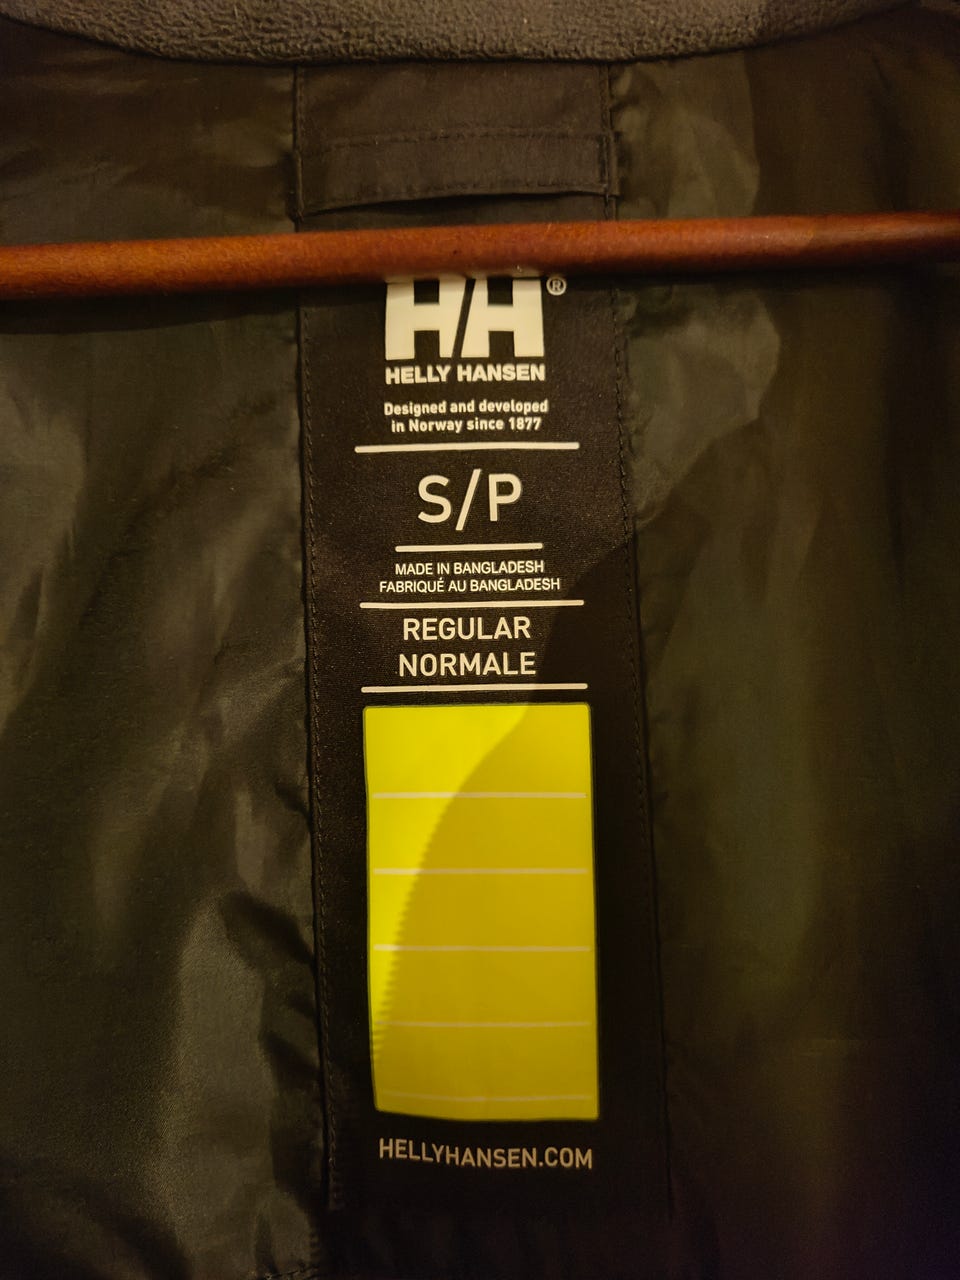 HH®
HELLY HANSEN
Designed and developed
in Norway since 1877
S/P
MADE IN BANGLADESH
FABRIQUÉ AU BANGLADESH
REGULAR
NORMALE
HELLYHANSEN.COM